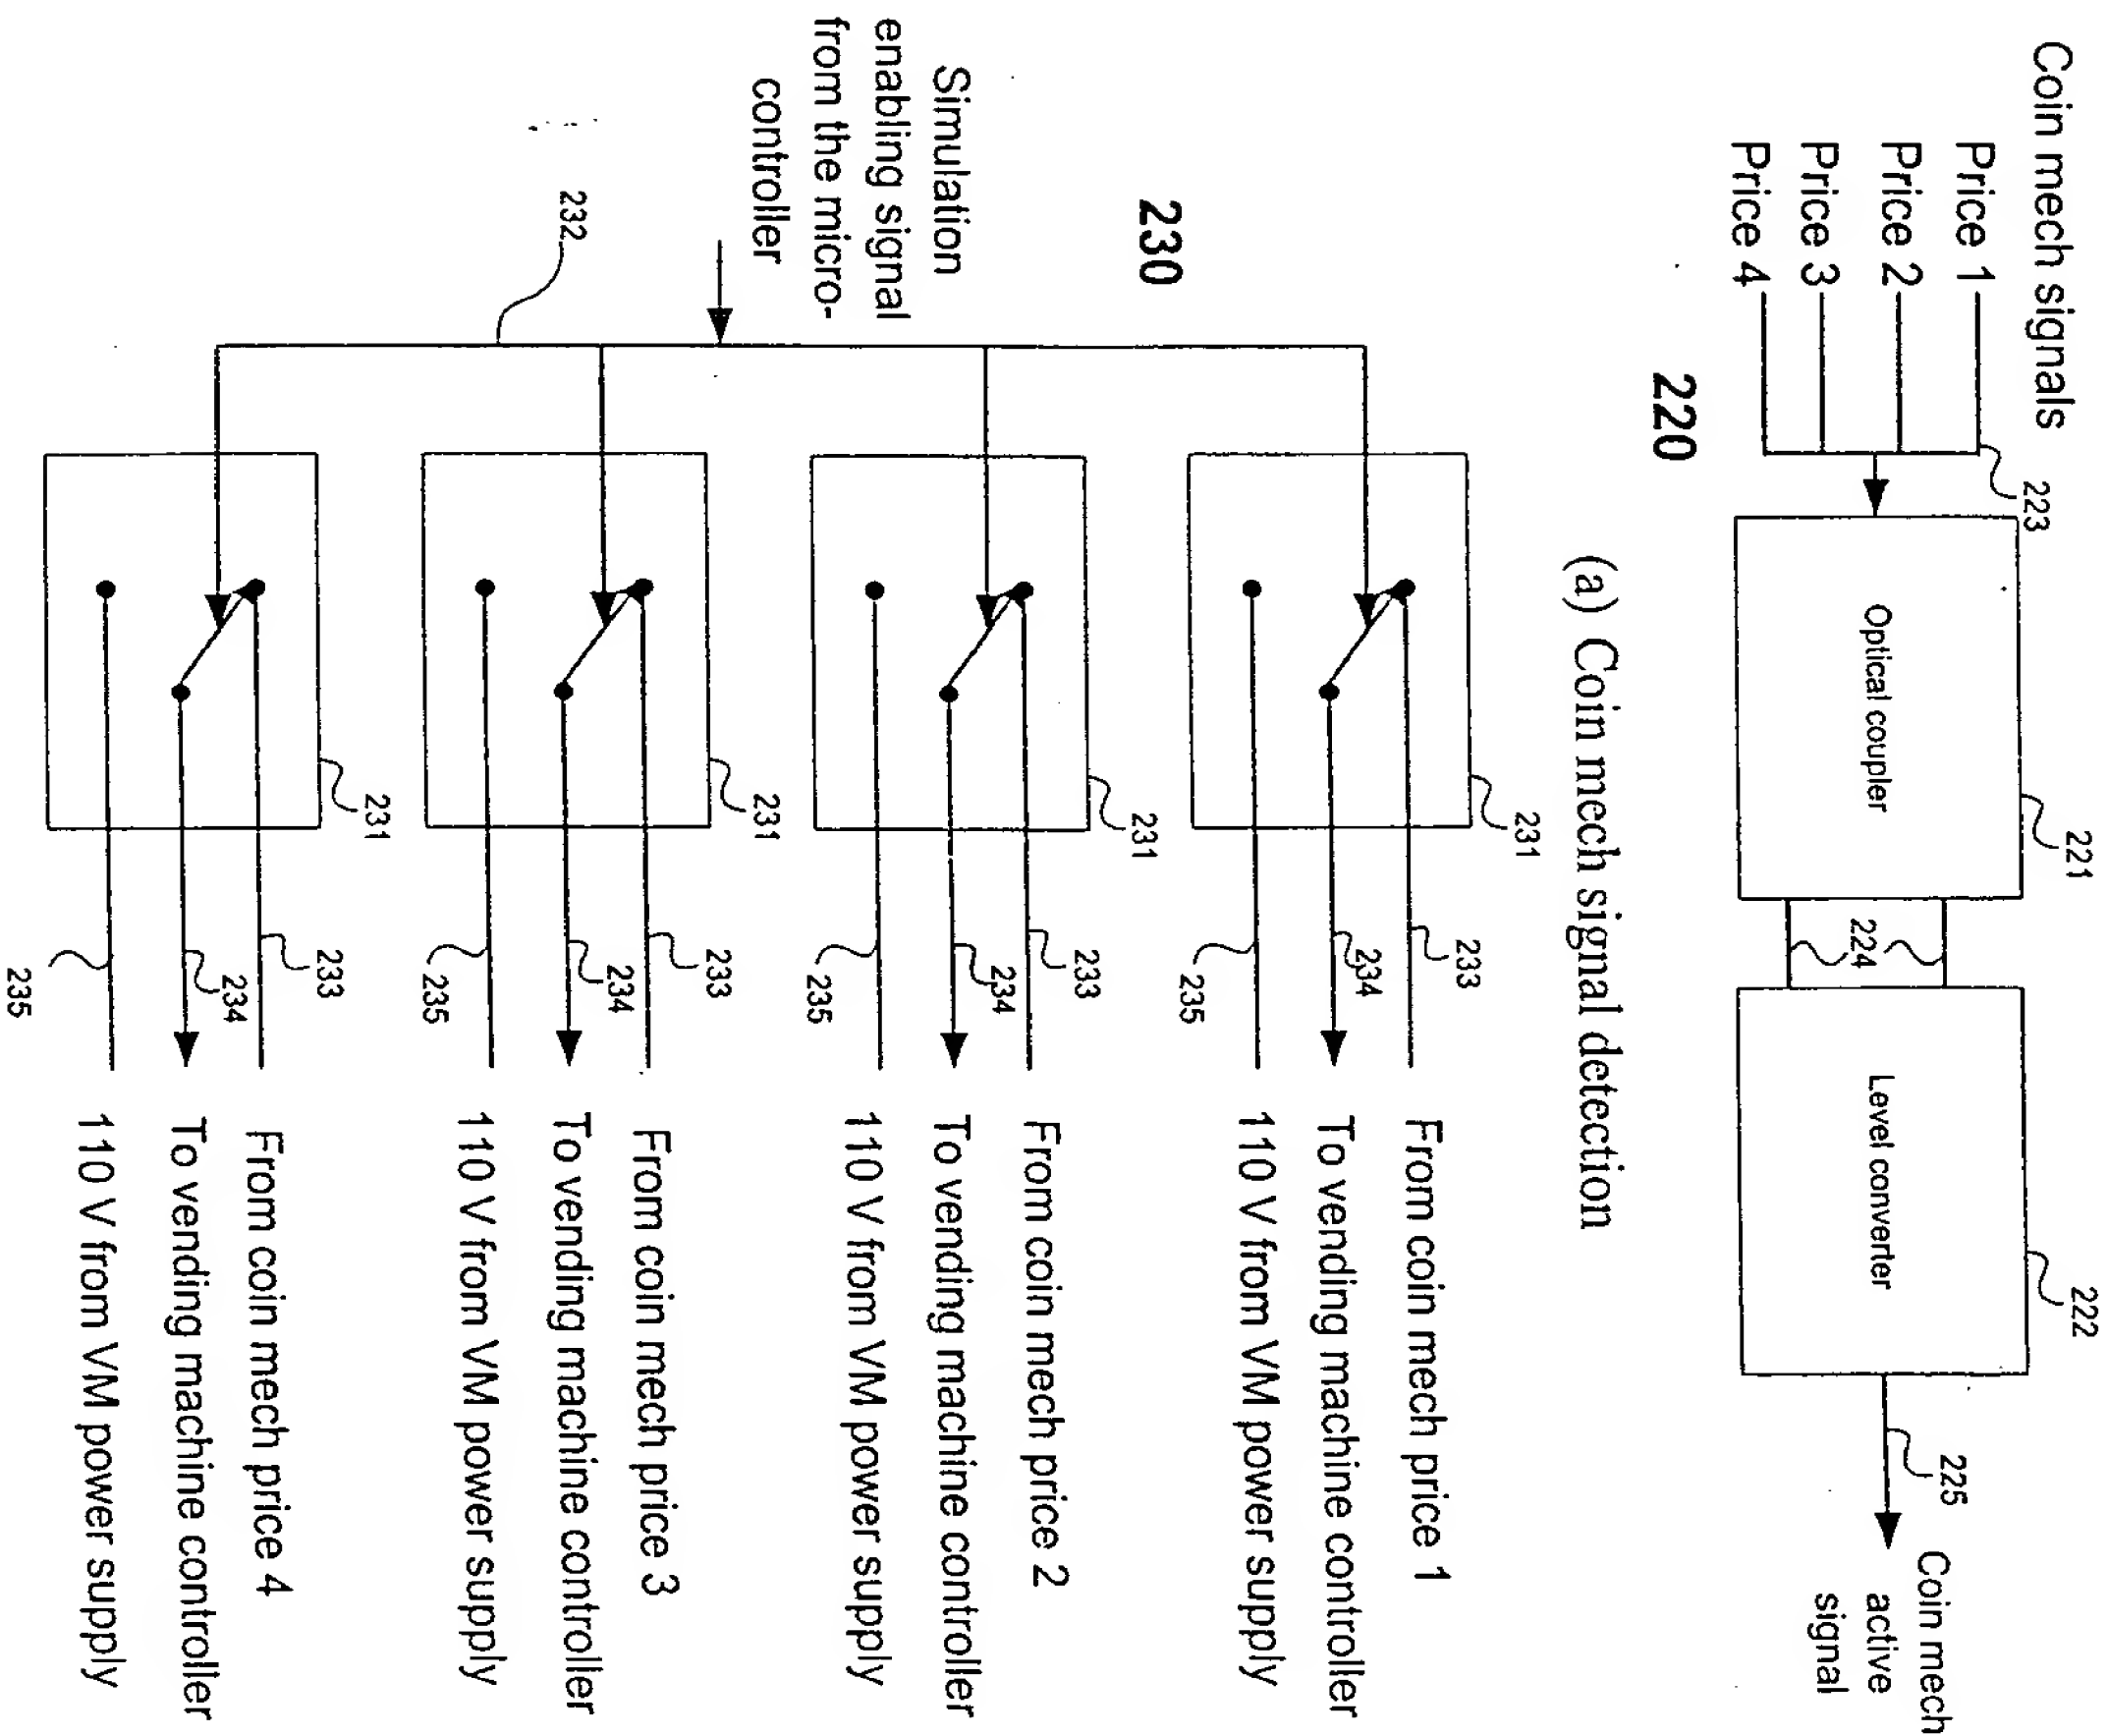 Coin mech signals
Price 1
Price 2
Price 3
Price 4
223
Optical coupler
221
224
Level converter
222
225
Coin mech
active
signal
220
(a) Coin mech signal detection
230
Simulation
enabling signal
from the micro-
controller
232
231
233
234
235
From coin mech price 1
To vending machine controller
110 V from VM power supply
231
233
234
235
From coin mech price 2
To vending machine controller
110 V from VM power supply
231
233
234
235
From coin mech price 3
To vending machine controller
110 V from VM power supply
231
233
234
235
From coin mech price 4
To vending machine controller
110 V from VM power supply